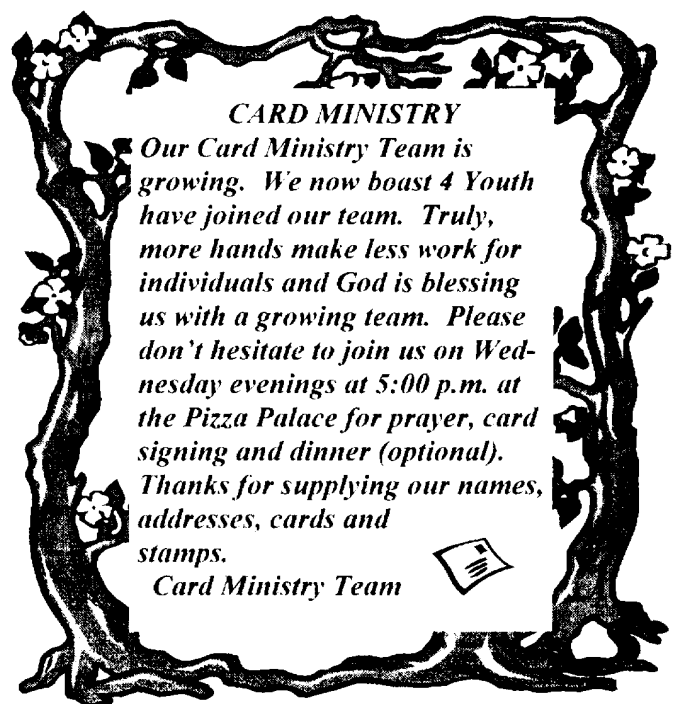 CARD MINISTRY
Our Card Ministry Team is
growing. We now boast 4 Youth
have joined our team. Truly,
more hands make less work for
individuals and God is blessing
us with a growing team. Please
don't hesitate to join us on Wed-
nesday evenings at 5:00 p.m. at
the Pizza Palace for prayer, card
signing and dinner (optional).
Thanks for supplying our names,
addresses, cards and
stamps.
Card Ministry Team